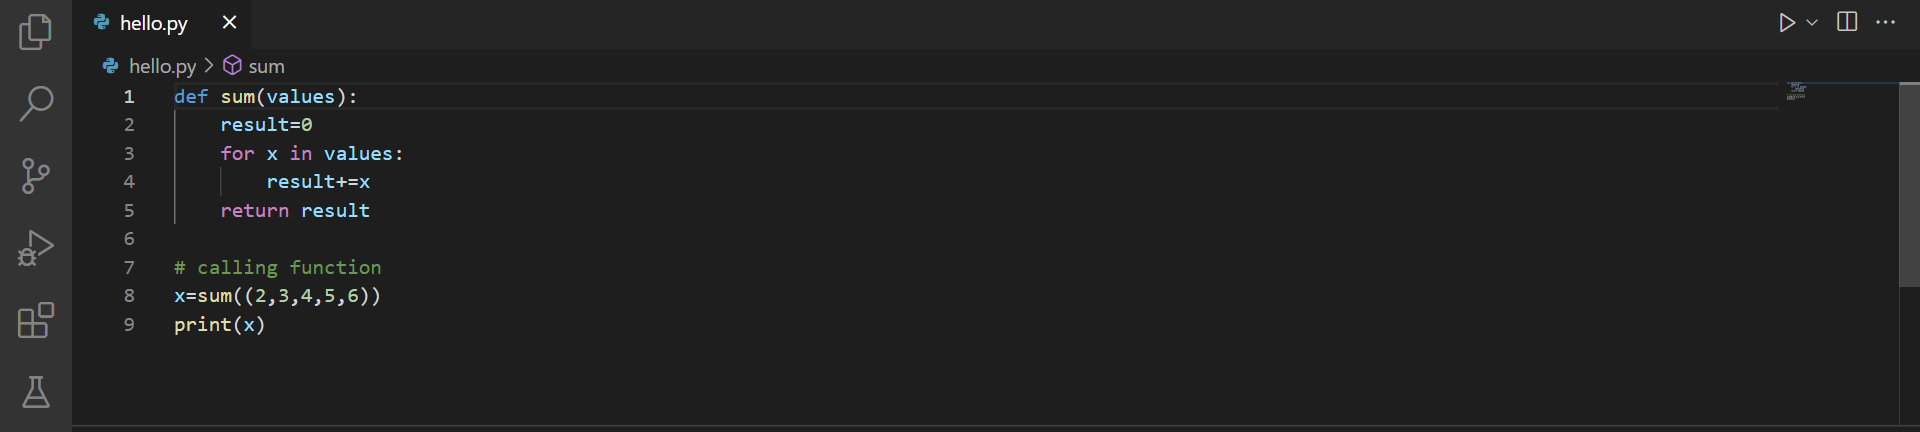 hello.py
hello.py > sum
1 def sum(values):
2     result=0
3     for x in values:
4         result+=x
5     return result
6
7 # calling function
8 x=sum((2,3,4,5,6))
9 print(x)